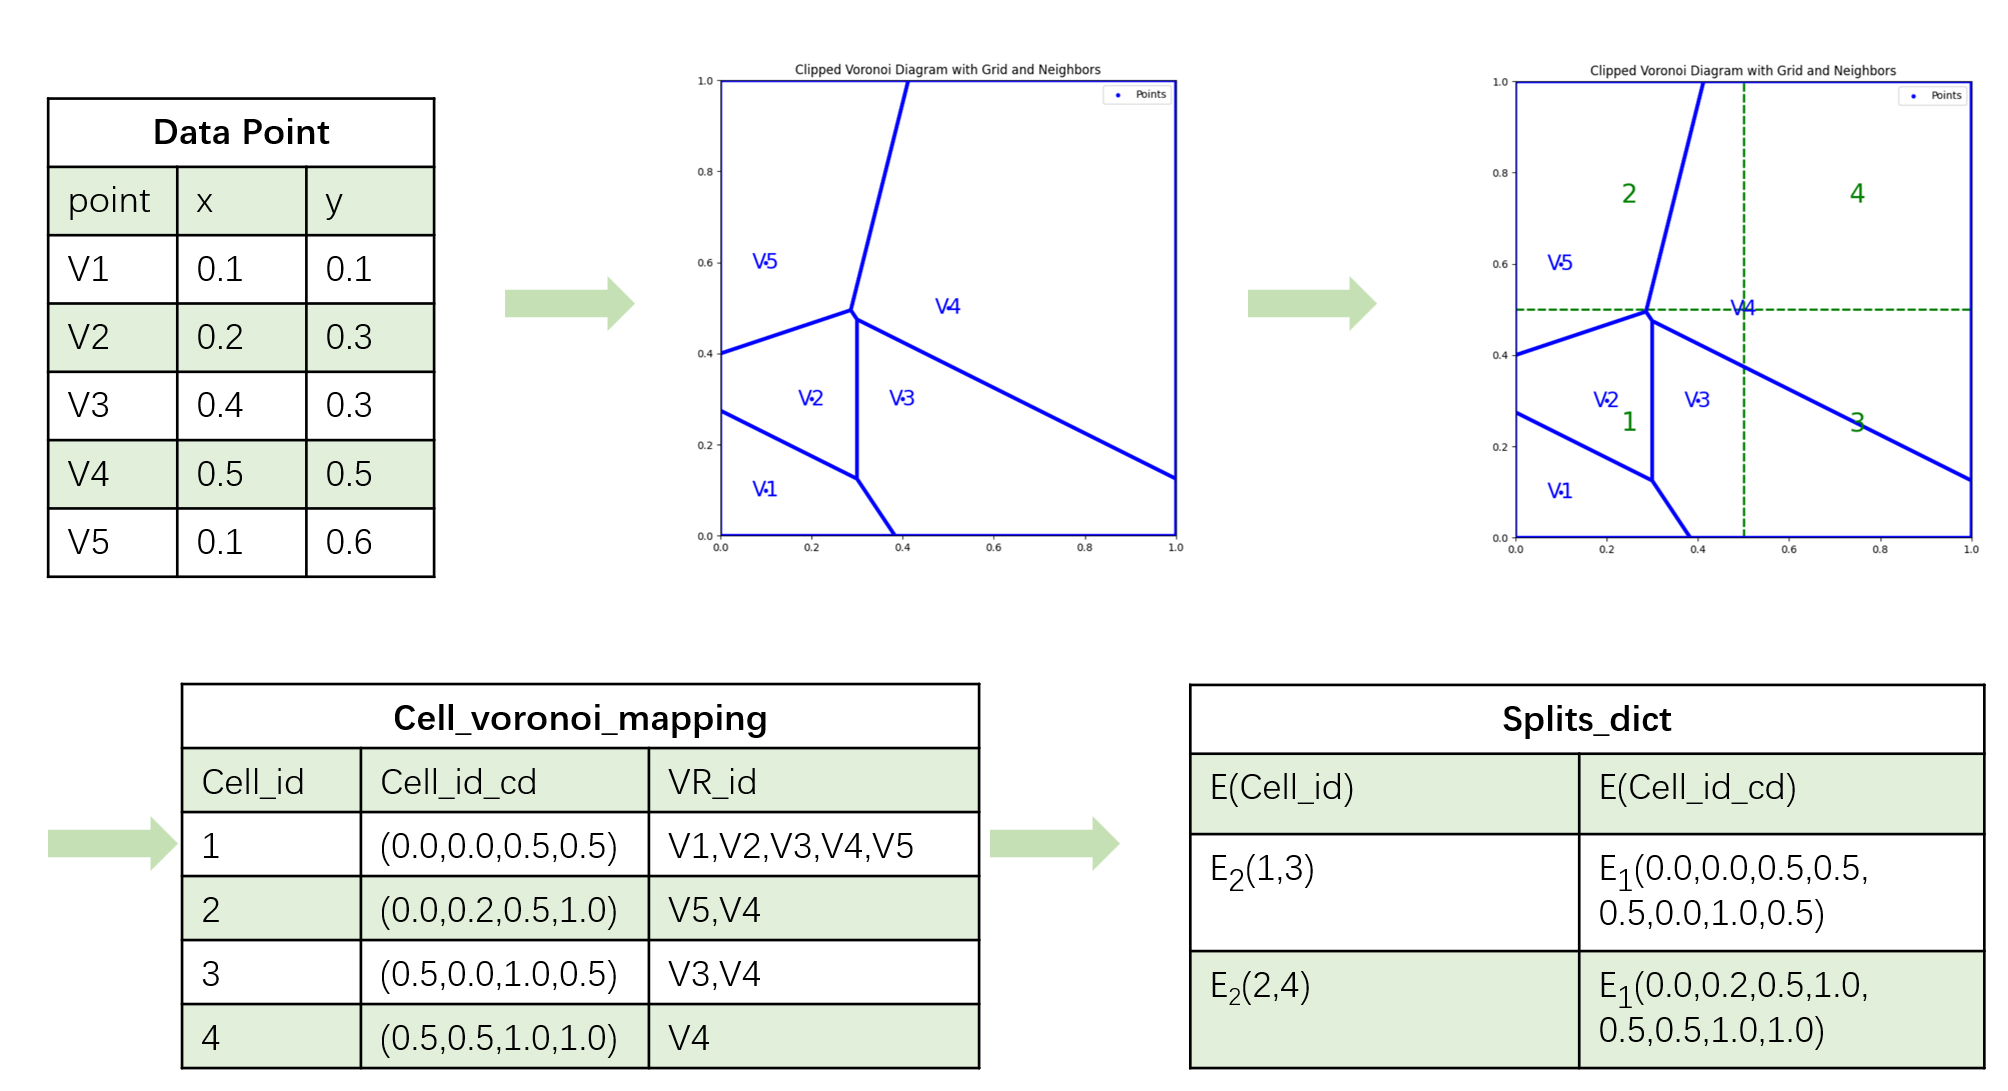 Data Point
point x y
V1 0.1 0.1
V2 0.2 0.3
V3 0.4 0.3
V4 0.5 0.5
V5 0.1 0.6
Clipped Voronoi Diagram with Grid and Neighbors
Points
1.0
0.8
0.6
0.4
0.2
0.0
V5
V4
V2
V3
V1
0.0 0.2 0.4 0.6 0.8 1.0
Clipped Voronoi Diagram with Grid and Neighbors
Points
1.0
0.8
0.6
0.4
0.2
0.0
2
4
V5
V4
V2
V3
1
3
V1
0.0 0.2 0.4 0.6 0.8 1.0
Cell_voronoi_mapping
Cell_id Cell_id_cd VR_id
1 (0.0,0.0,0.5,0.5) V1,V2,V3,V4,V5
2 (0.0,0.2,0.5,1.0) V5,V4
3 (0.5,0.0,1.0,0.5) V3,V4
4 (0.5,0.5,1.0,1.0) V4
Splits_dict
E(Cell_id) E(Cell_id_cd)
E₂(1,3) E₁(0.0,0.0,0.5,0.5,
0.5,0.0,1.0,0.5)
E₂(2,4) E₁(0.0,0.2,0.5,1.0,
0.5,0.5,1.0,1.0)